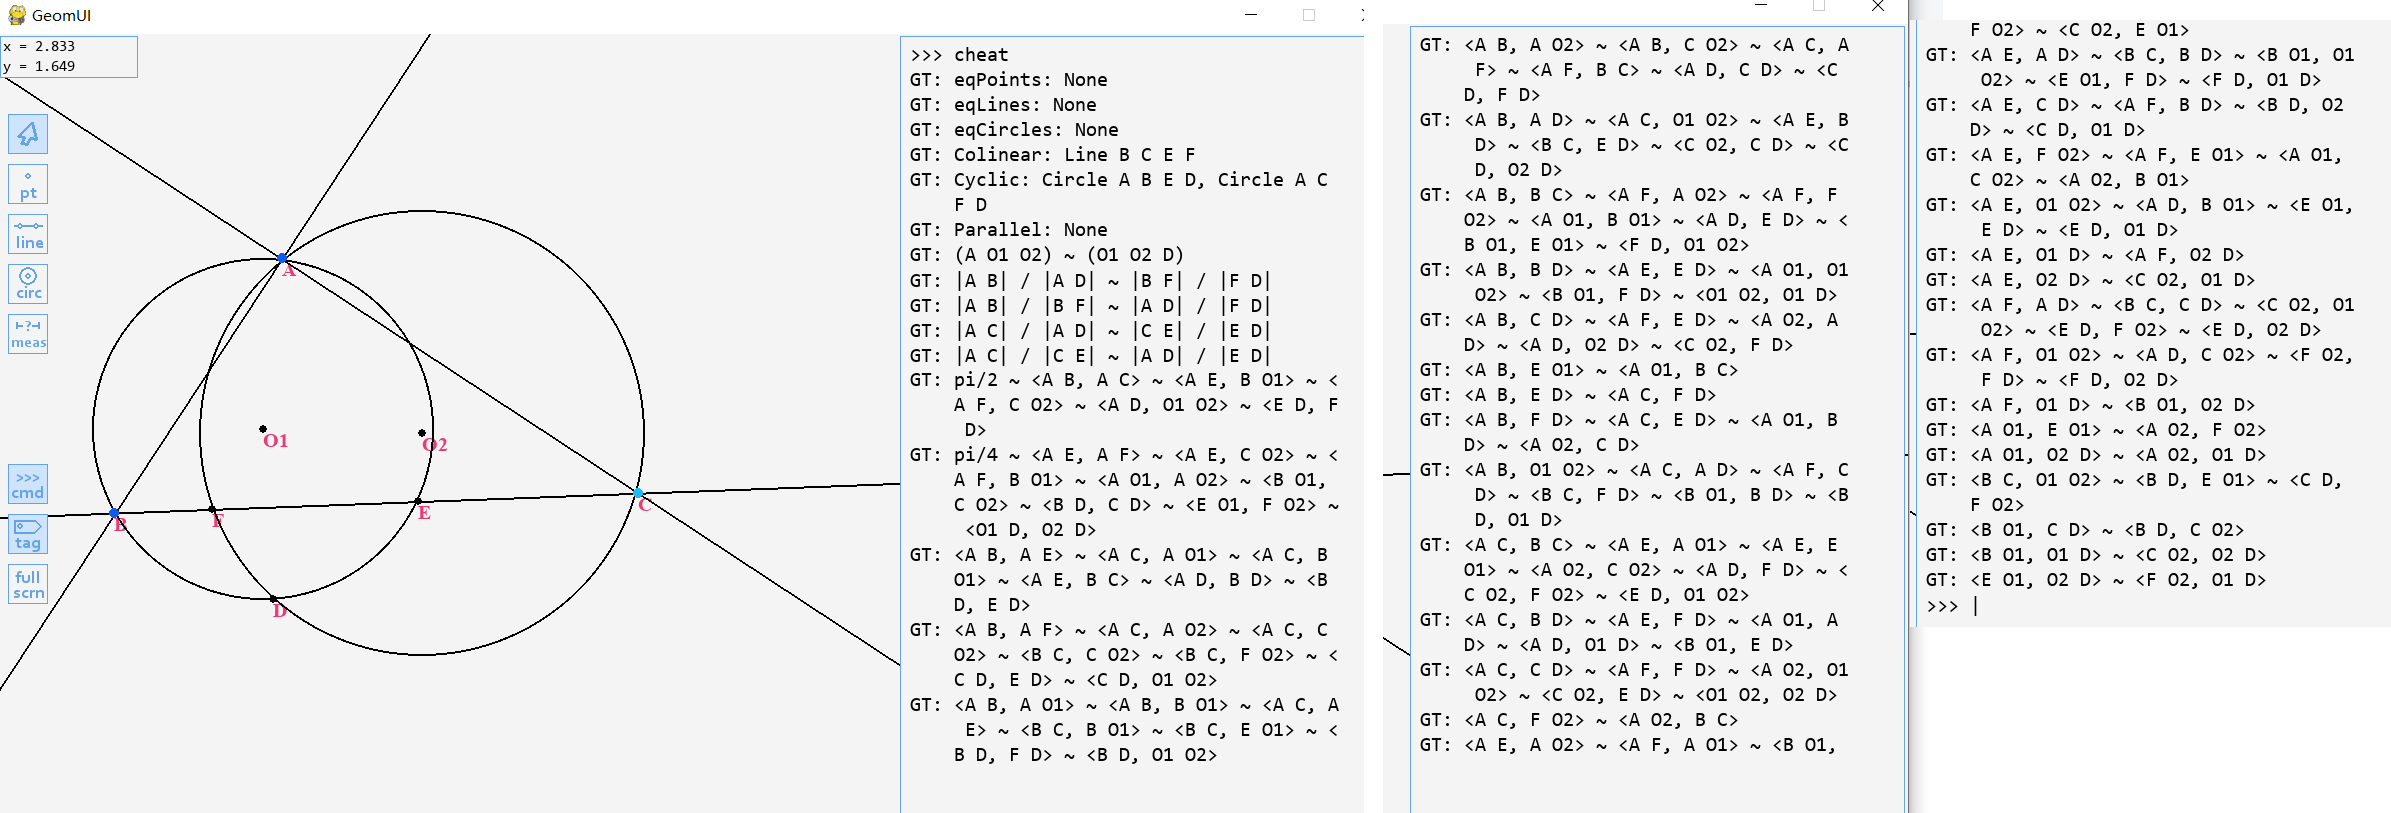 GeomUI
x = 2.833
y = 1.649
pt
line
circ
meas
>>>
cmd
tag
full
scrn
A
O1
O2
B
F
E
C
D
>>> cheat
GT: eqPoints: None
GT: eqLines: None
GT: eqCircles: None
GT: Colinear: Line B C E F
GT: Cyclic: Circle A B E D, Circle A C
F D
GT: Parallel: None
GT: (A O1 O2) ~ (O1 O2 D)
GT: |A B| / |A D| ~ |B F| / |F D|
GT: |A B| / |B F| ~ |A D| / |F D|
GT: |A C| / |A D| ~ |C E| / |E D|
GT: |A C| / |C E| ~ |A D| / |E D|
GT: pi/2 ~ <A B, A C> ~ <A E, B O1> ~ <
A F, C O2> ~ <A D, O1 O2> ~ <E D, F
D>
GT: pi/4 ~ <A E, A F> ~ <A E, C O2> ~ <
A F, B O1> ~ <A O1, A O2> ~ <B O1,
C O2> ~ <B D, C D> ~ <E O1, F O2> ~
<O1 D, O2 D>
GT: <A B, A E> ~ <A C, A O1> ~ <A C, B
O1> ~ <A E, B C> ~ <A D, B D> ~ <B
D, E D>
GT: <A B, A F> ~ <A C, A O2> ~ <A C, C
O2> ~ <B C, C O2> ~ <B C, F O2> ~ <
C D, E D> ~ <C D, O1 O2>
GT: <A B, A O1> ~ <A B, B O1> ~ <A C, A
E> ~ <B C, B O1> ~ <B C, E O1> ~ <
B D, F D> ~ <B D, O1 O2>
GT: <A B, A O2> ~ <A B, C O2> ~ <A C, A
F> ~ <A F, B C> ~ <A D, C D> ~ <C
D, F D>
GT: <A B, A D> ~ <A C, O1 O2> ~ <A E, B
D> ~ <B C, E D> ~ <C O2, C D> ~ <C
D, O2 D>
GT: <A B, B C> ~ <A F, A O2> ~ <A F, F
O2> ~ <A O1, B O1> ~ <A D, E D> ~ <
B O1, E O1> ~ <F D, O1 O2>
GT: <A B, B D> ~ <A E, E D> ~ <A O1, O1
O2> ~ <B O1, F D> ~ <O1 O2, O1 D>
GT: <A B, C D> ~ <A F, E D> ~ <A O2, A
D> ~ <A D, O2 D> ~ <C O2, F D>
GT: <A B, E O1> ~ <A O1, B C>
GT: <A B, E D> ~ <A C, F D>
GT: <A B, F D> ~ <A C, E D> ~ <A O1, B
D> ~ <A O2, C D>
GT: <A B, O1 O2> ~ <A C, A D> ~ <A F, C
D> ~ <B C, F D> ~ <B O1, B D> ~ <B
D, O1 D>
GT: <A C, B C> ~ <A E, A O1> ~ <A E, E
O1> ~ <A O2, C O2> ~ <A D, F D> ~ <
C O2, F O2> ~ <E D, O1 O2>
GT: <A C, B D> ~ <A E, F D> ~ <A O1, A
D> ~ <A D, O1 D> ~ <B O1, E D>
GT: <A C, C D> ~ <A F, F D> ~ <A O2, O1
O2> ~ <C O2, E D> ~ <O1 O2, O2 D>
GT: <A C, F O2> ~ <A O2, B C>
GT: <A E, A O2> ~ <A F, A O1> ~ <B O1,
F O2> ~ <C O2, E O1>
GT: <A E, A D> ~ <B C, B D> ~ <B O1, O1
O2> ~ <E O1, F D> ~ <F D, O1 D>
GT: <A E, C D> ~ <A F, B D> ~ <B D, O2
D> ~ <C D, O1 D>
GT: <A E, F O2> ~ <A F, E O1> ~ <A O1,
C O2> ~ <A O2, B O1>
GT: <A E, O1 O2> ~ <A D, B O1> ~ <E O1,
E D> ~ <E D, O1 D>
GT: <A E, O1 D> ~ <A F, O2 D>
GT: <A E, O2 D> ~ <C O2, O1 D>
GT: <A F, A D> ~ <B C, C D> ~ <C O2, O1
O2> ~ <E D, F O2> ~ <E D, O2 D>
GT: <A F, O1 O2> ~ <A D, C O2> ~ <F O2,
F D> ~ <F D, O2 D>
GT: <A F, O1 D> ~ <B O1, O2 D>
GT: <A O1, E O1> ~ <A O2, F O2>
GT: <A O1, O2 D> ~ <A O2, O1 D>
GT: <B C, O1 O2> ~ <B D, E O1> ~ <C D,
F O2>
GT: <B O1, C D> ~ <B D, C O2>
GT: <B O1, O1 D> ~ <C O2, O2 D>
GT: <E O1, O2 D> ~ <F O2, O1 D>
>>> |